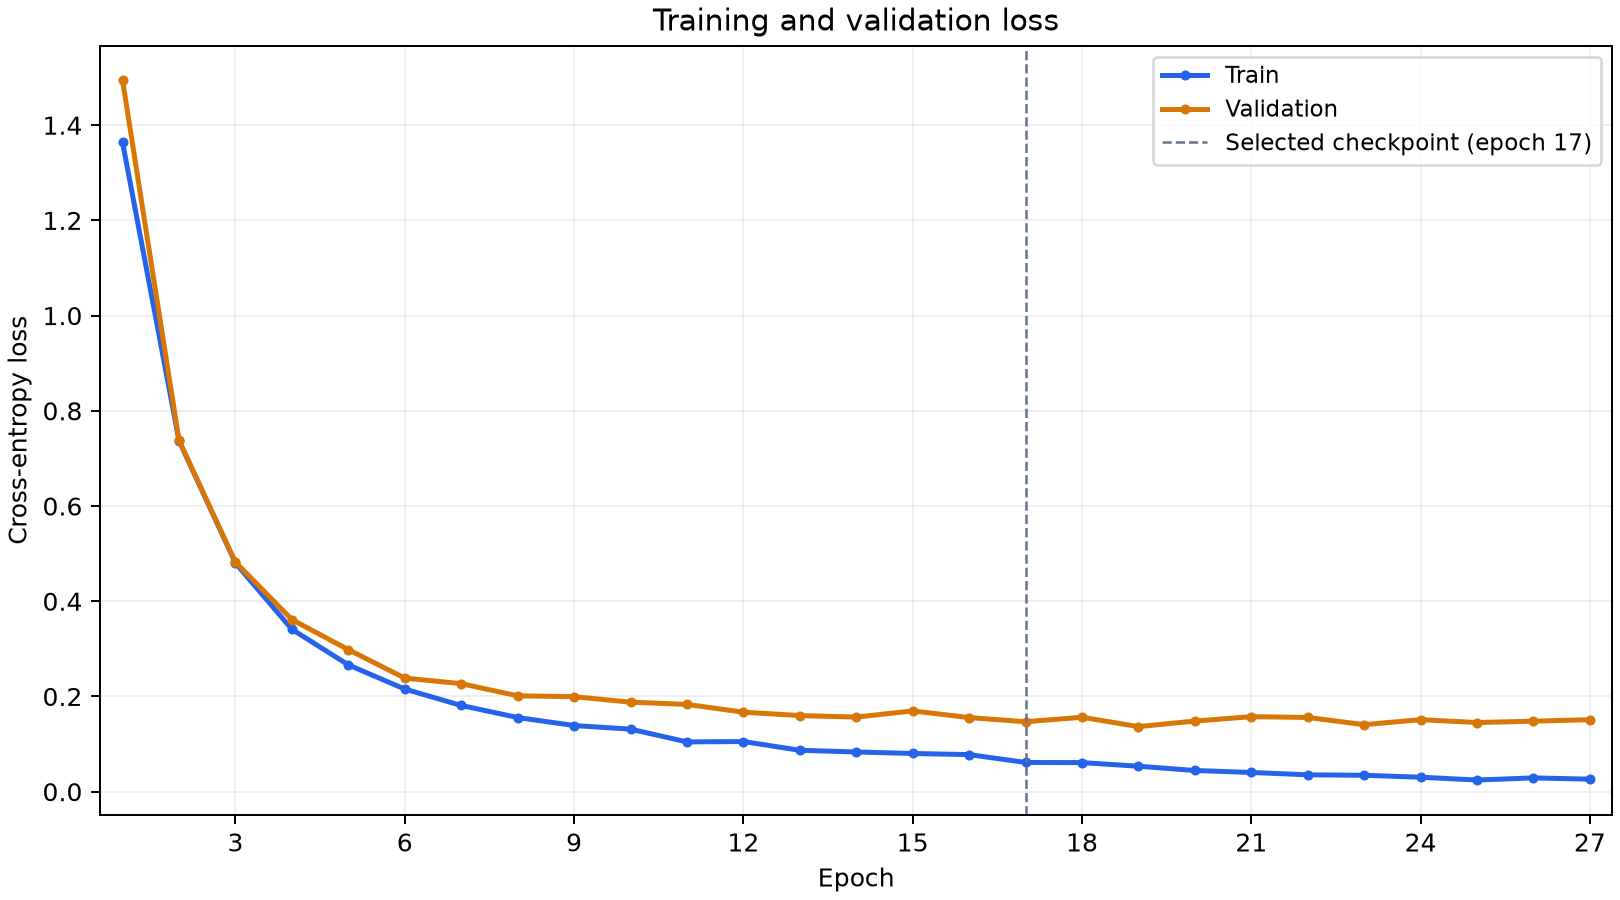 Training and validation loss
Train
Validation
Selected checkpoint (epoch 17)
Cross-entropy loss
1.4
1.2
1.0
0.8
0.6
0.4
0.2
0.0
3 6 9 12 15 18 21 24 27
Epoch